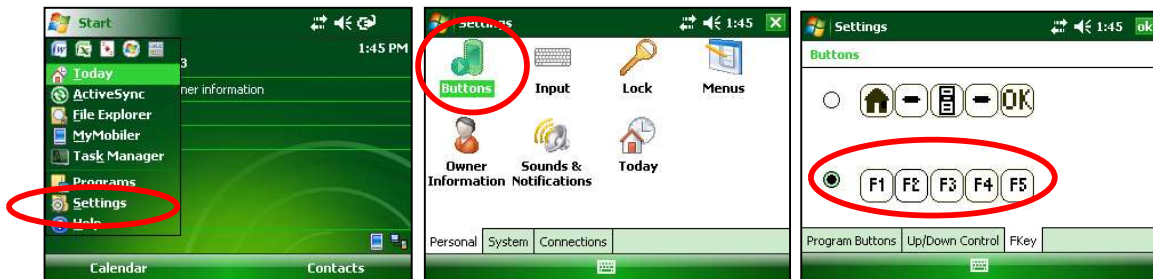 Start
1:45 PM
3
Today
ner information
ActiveSync
File Explorer
MyMobiler
Task Manager
Programs
Settings
Help
Calendar Contacts
Settings 1:45
Buttons Input Lock Menus
Owner Information Sounds & Notifications Today
Personal System Connections
Settings 1:45 ok
Buttons
OK
F1 F2 F3 F4 F5
Program Buttons Up/Down Control FKey